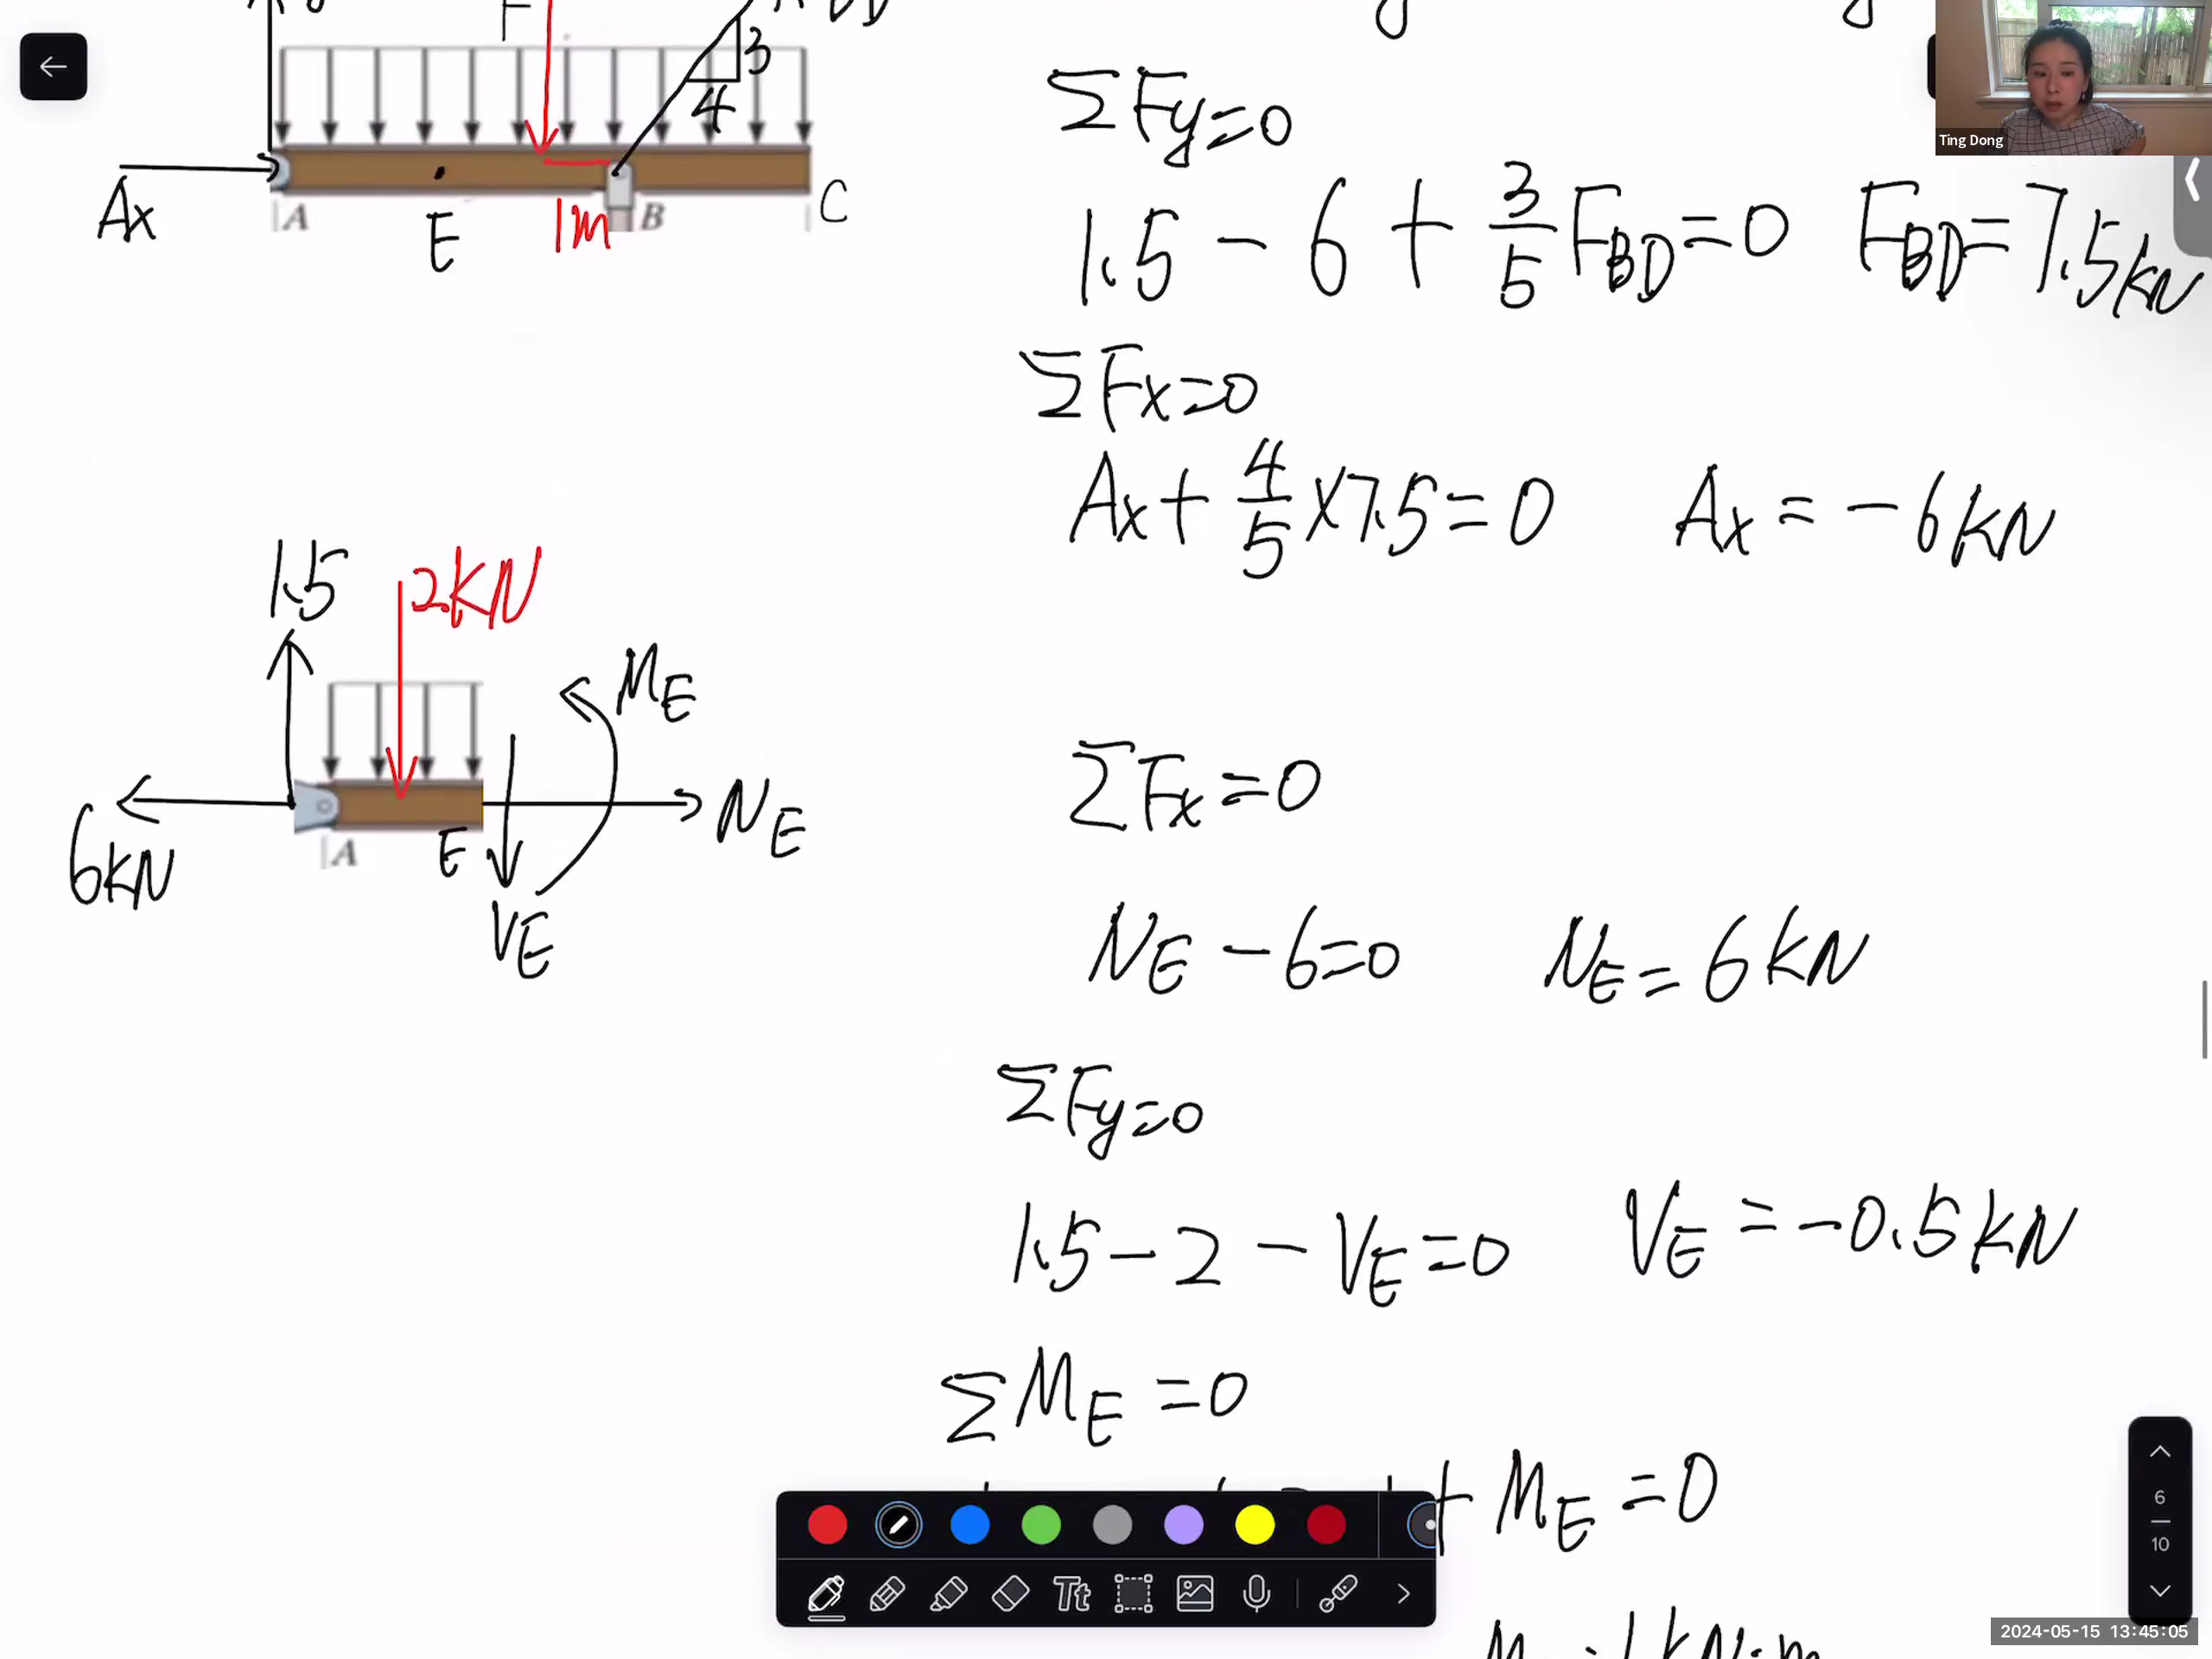 F
3
4
Ax
A
E
1m
B
C
Ting Dong
ΣFy=0
1.5 - 6 + 3/5 FBD = 0 FBD = 7.5kN
ΣFx=0
Ax + 4/5 x 7.5 = 0 Ax = -6kN
1.5
2kN
ME
6kN
A
E
NE
VE
ΣFx=0
NE - 6=0 NE = 6kN
ΣFy=0
1.5 - 2 - VE = 0 VE = -0.5kN
ΣME = 0
+ ME = 0
Tt
6
10
2024-05-15 13:45:05